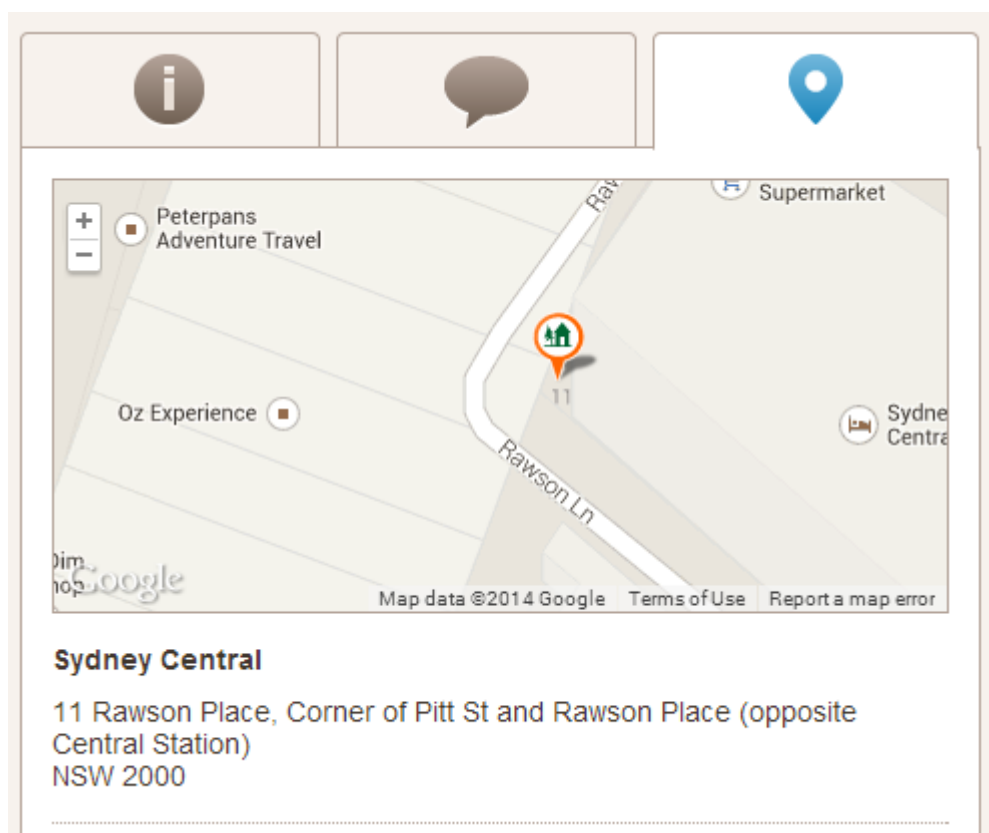 Supermarket
+
Peterpans
Adventure Travel
−
11
Oz Experience
Rawson Ln
Google
Map data ©2014 Google Terms of Use Report a map error
Sydney Central
11 Rawson Place, Corner of Pitt St and Rawson Place (opposite
Central Station)
NSW 2000